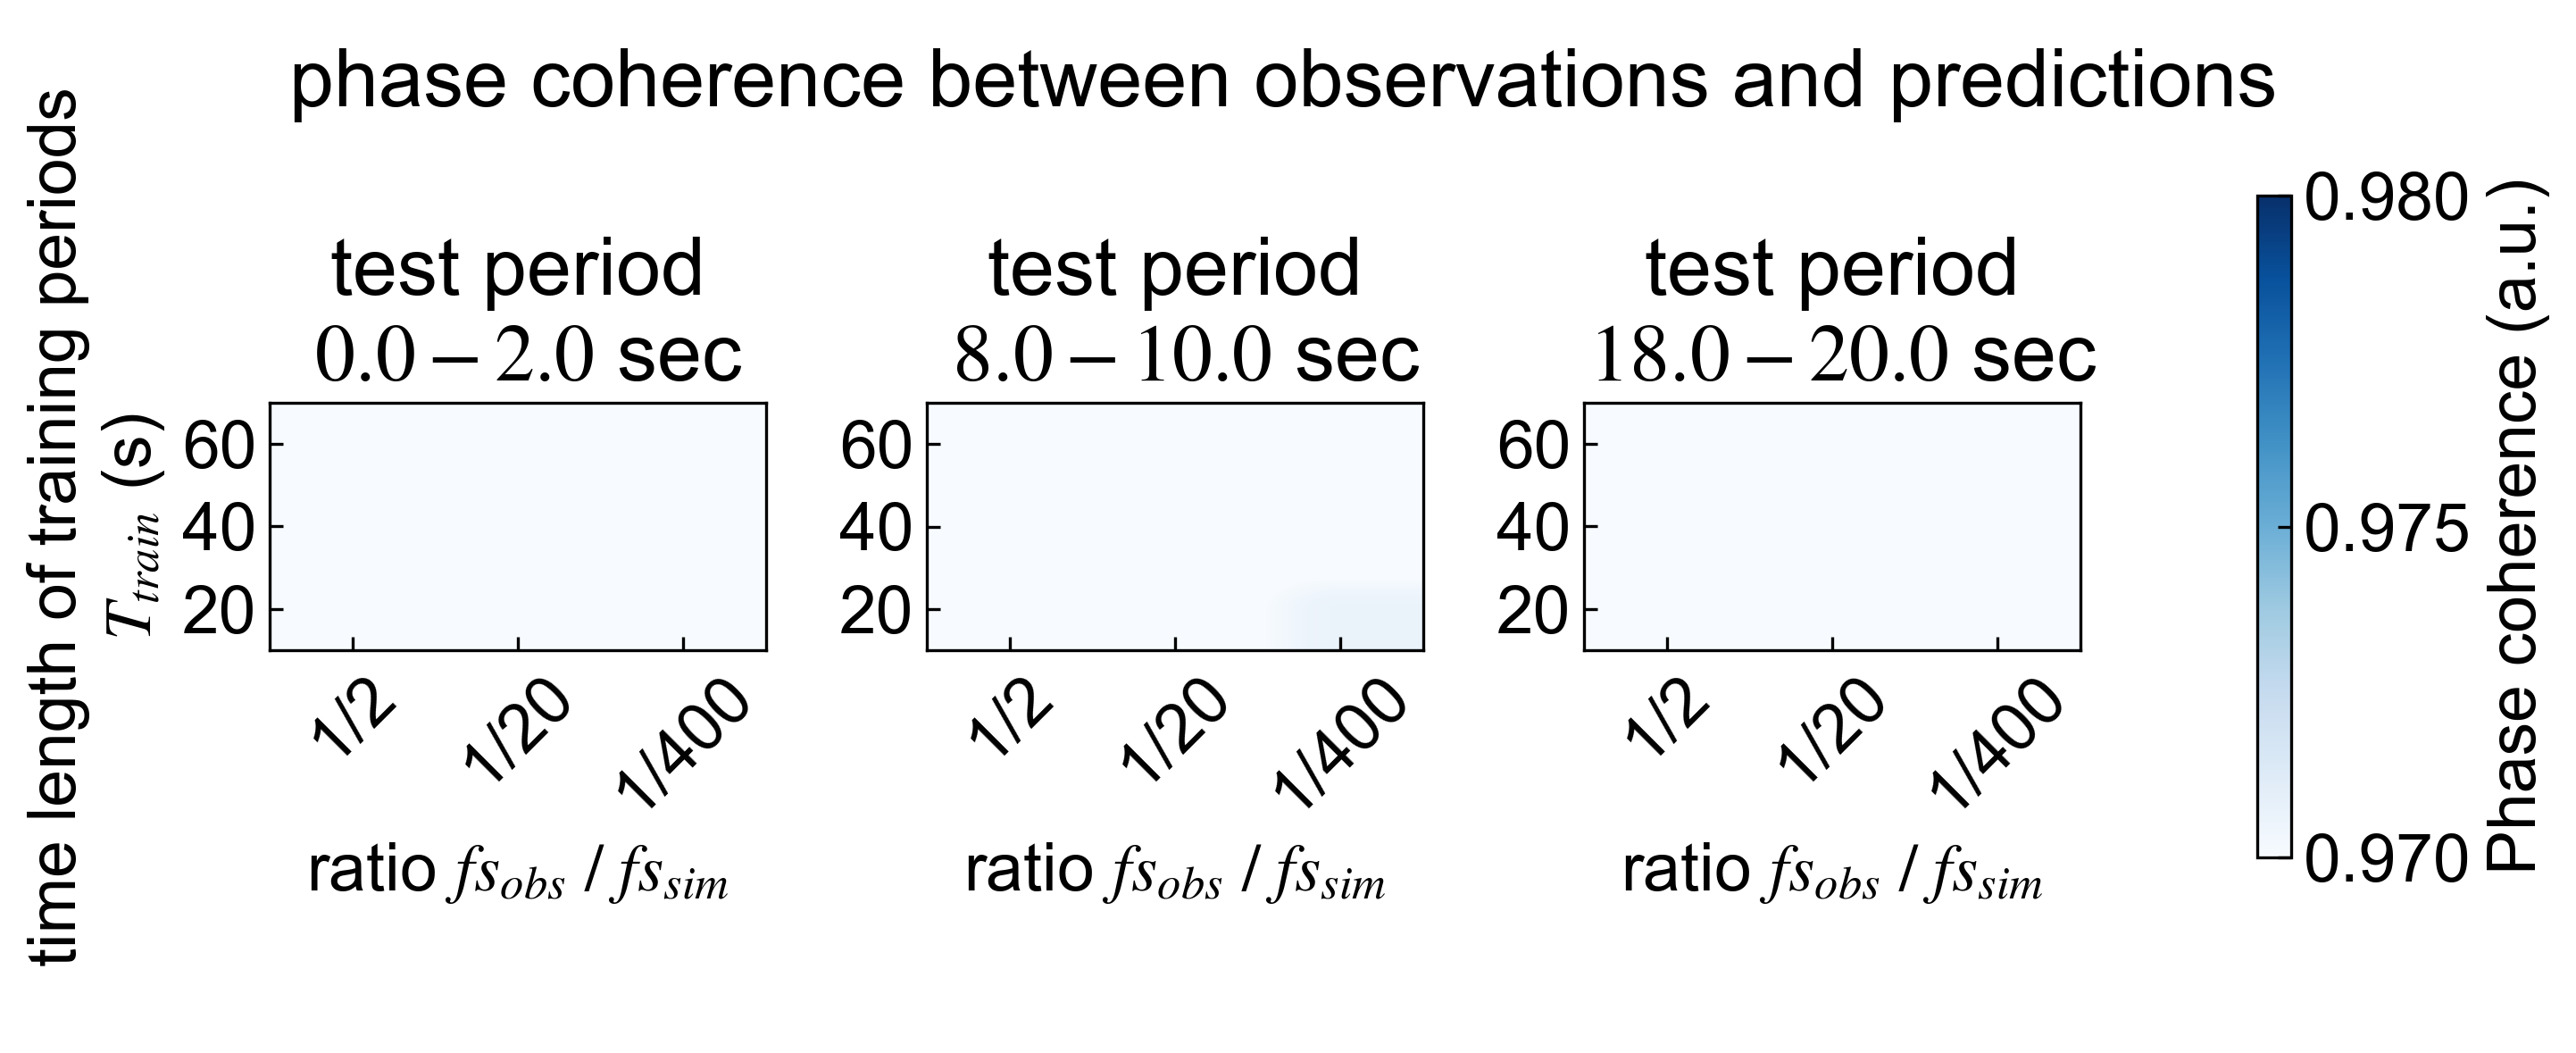 phase coherence between observations and predictions
time length of training periods
T_train (s)
test period
0.0 − 2.0 sec
60
40
20
1/2
1/20
1/400
ratio fs_obs / fs_sim
test period
8.0 − 10.0 sec
60
40
20
1/2
1/20
1/400
ratio fs_obs / fs_sim
test period
18.0 − 20.0 sec
60
40
20
1/2
1/20
1/400
ratio fs_obs / fs_sim
0.980
0.975
0.970
Phase coherence (a.u.)